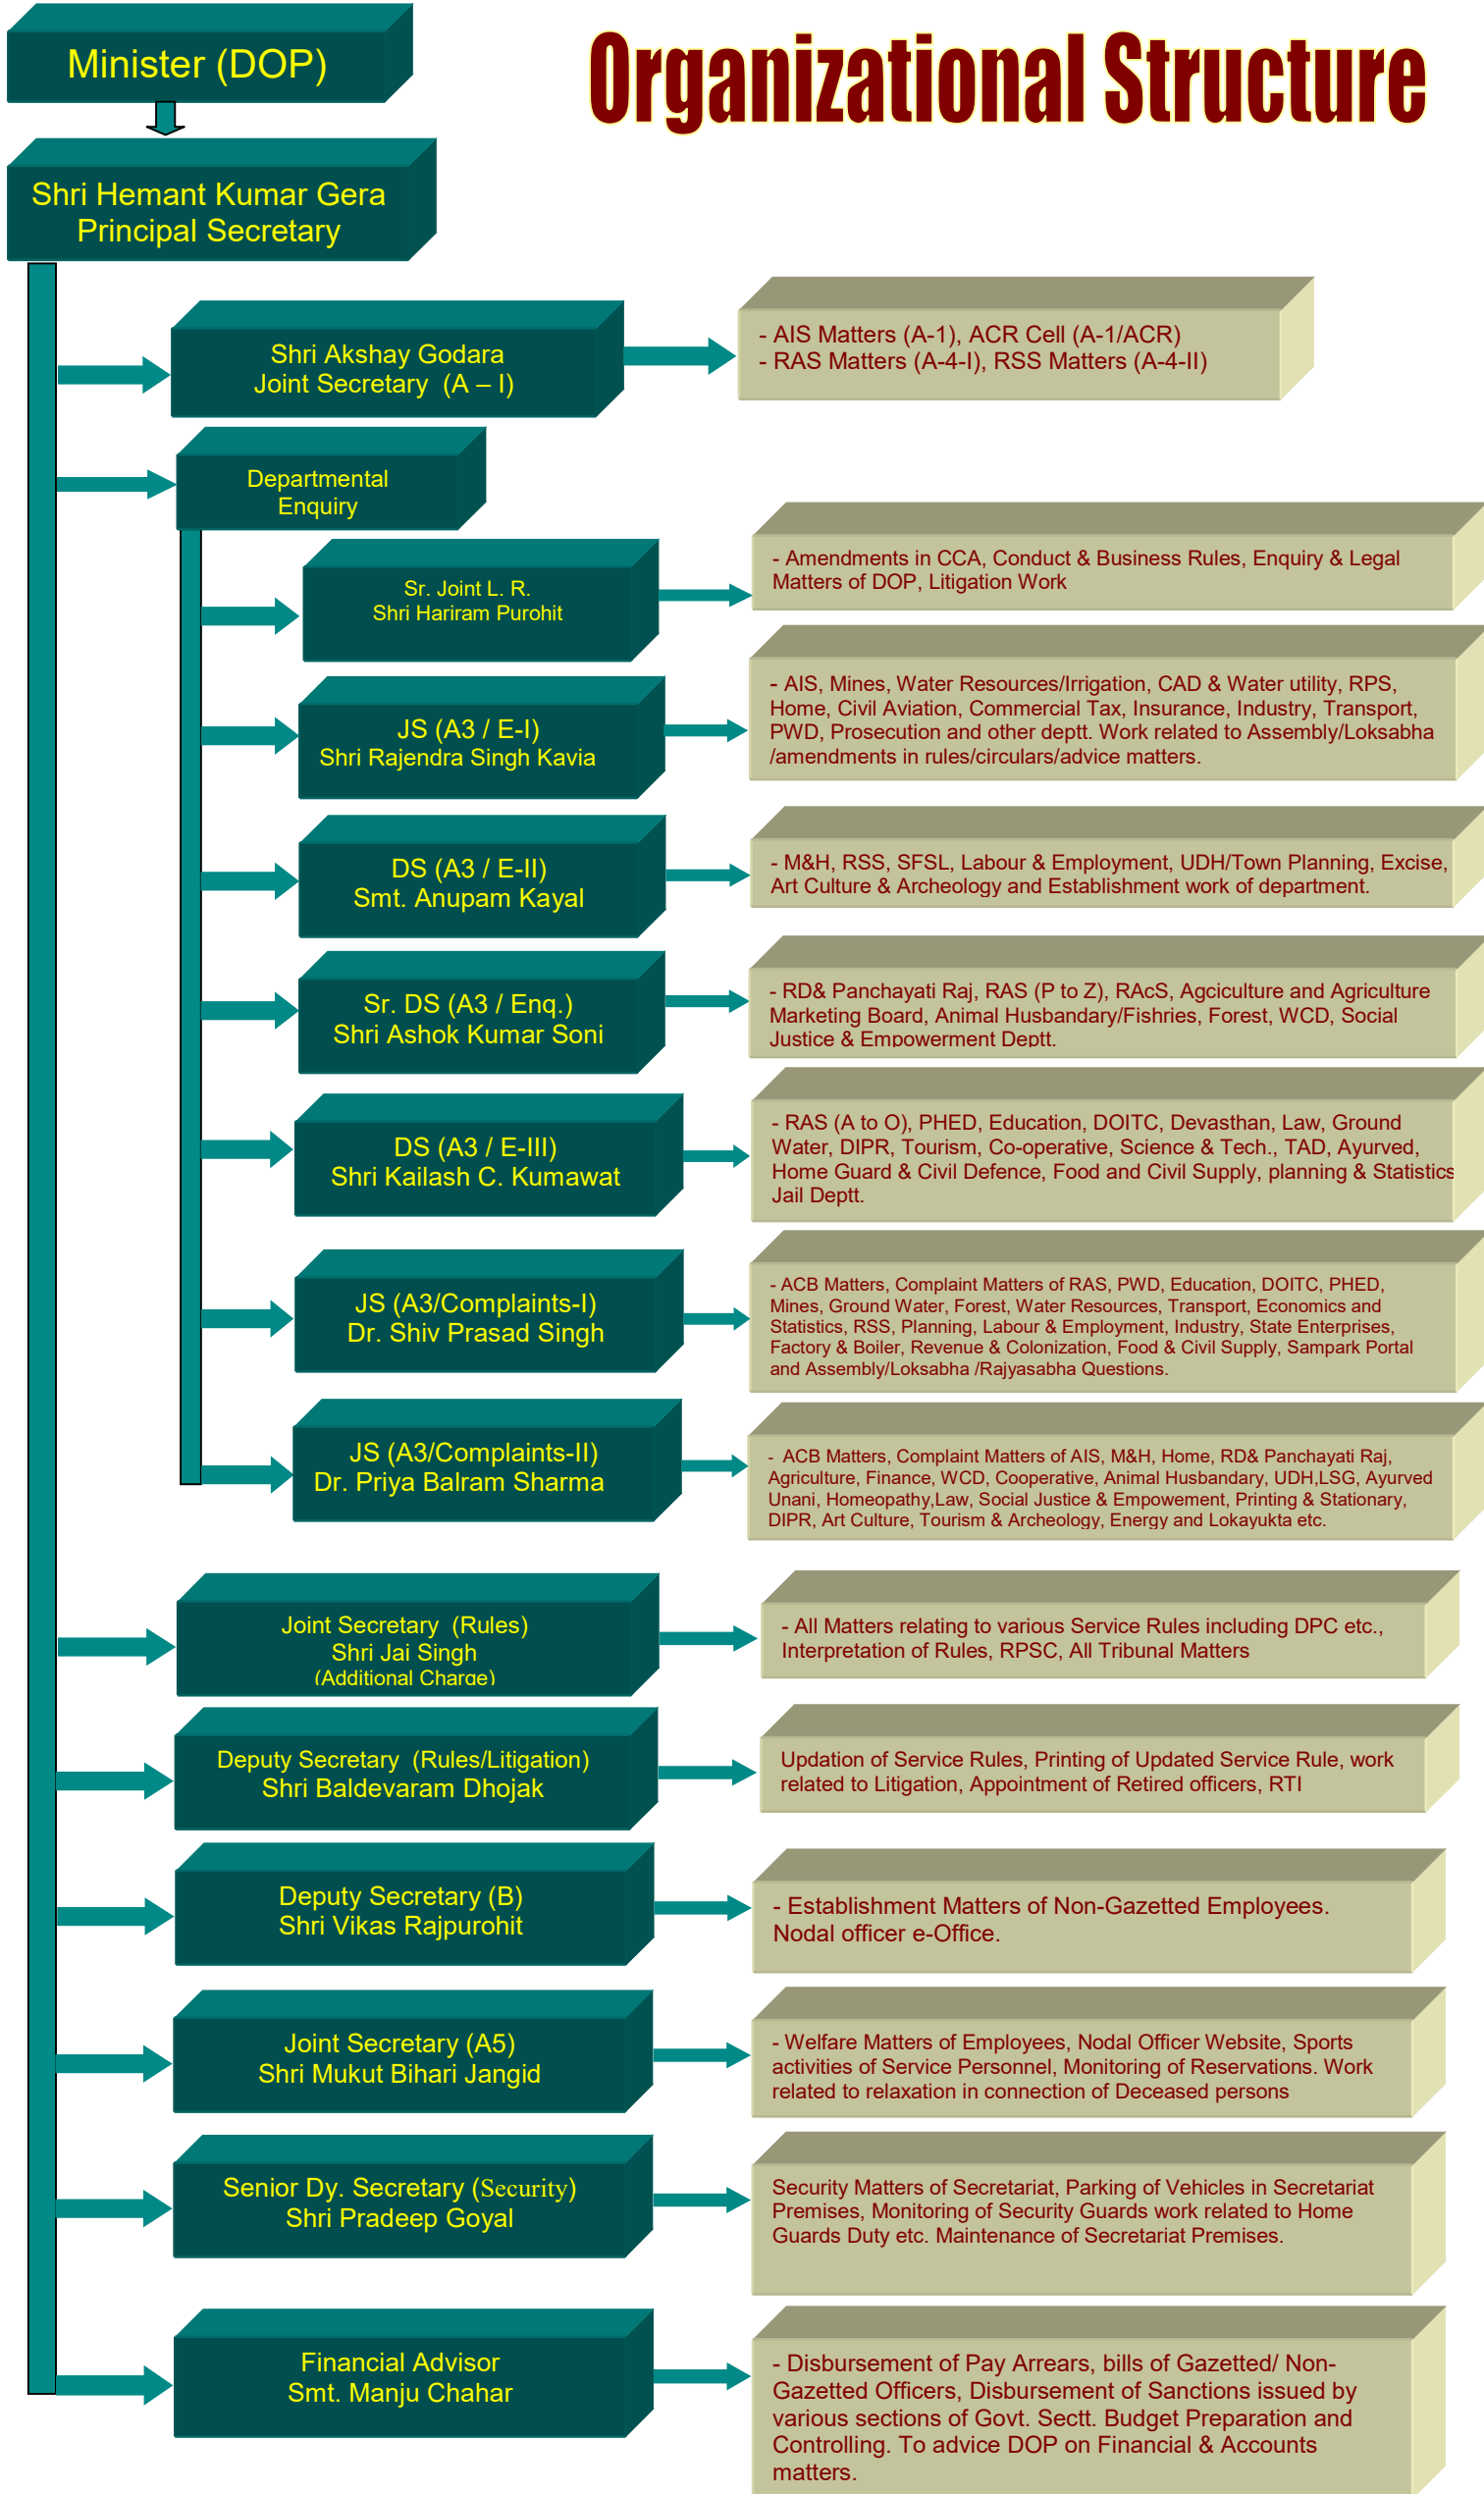 Organizational Structure
Minister (DOP)
Shri Hemant Kumar Gera
Principal Secretary
Shri Akshay Godara
Joint Secretary (A – I)
- AIS Matters (A-1), ACR Cell (A-1/ACR)
- RAS Matters (A-4-I), RSS Matters (A-4-II)
Departmental
Enquiry
Sr. Joint L. R.
Shri Hariram Purohit
- Amendments in CCA, Conduct & Business Rules, Enquiry & Legal
Matters of DOP, Litigation Work
JS (A3 / E-I)
Shri Rajendra Singh Kavia
- AIS, Mines, Water Resources/Irrigation, CAD & Water utility, RPS,
Home, Civil Aviation, Commercial Tax, Insurance, Industry, Transport,
PWD, Prosecution and other deptt. Work related to Assembly/Loksabha
/amendments in rules/circulars/advice matters.
DS (A3 / E-II)
Smt. Anupam Kayal
- M&H, RSS, SFSL, Labour & Employment, UDH/Town Planning, Excise,
Art Culture & Archeology and Establishment work of department.
Sr. DS (A3 / Enq.)
Shri Ashok Kumar Soni
- RD& Panchayati Raj, RAS (P to Z), RAcS, Agciculture and Agriculture
Marketing Board, Animal Husbandary/Fishries, Forest, WCD, Social
Justice & Empowerment Deptt.
DS (A3 / E-III)
Shri Kailash C. Kumawat
- RAS (A to O), PHED, Education, DOITC, Devasthan, Law, Ground
Water, DIPR, Tourism, Co-operative, Science & Tech., TAD, Ayurved,
Home Guard & Civil Defence, Food and Civil Supply, planning & Statistics
Jail Deptt.
JS (A3/Complaints-I)
Dr. Shiv Prasad Singh
- ACB Matters, Complaint Matters of RAS, PWD, Education, DOITC, PHED,
Mines, Ground Water, Forest, Water Resources, Transport, Economics and
Statistics, RSS, Planning, Labour & Employment, Industry, State Enterprises,
Factory & Boiler, Revenue & Colonization, Food & Civil Supply, Sampark Portal
and Assembly/Loksabha /Rajyasabha Questions.
JS (A3/Complaints-II)
Dr. Priya Balram Sharma
- ACB Matters, Complaint Matters of AIS, M&H, Home, RD& Panchayati Raj,
Agriculture, Finance, WCD, Cooperative, Animal Husbandary, UDH,LSG, Ayurved
Unani, Homeopathy,Law, Social Justice & Empowement, Printing & Stationary,
DIPR, Art Culture, Tourism & Archeology, Energy and Lokayukta etc.
Joint Secretary (Rules)
Shri Jai Singh
(Additional Charge)
- All Matters relating to various Service Rules including DPC etc.,
Interpretation of Rules, RPSC, All Tribunal Matters
Deputy Secretary (Rules/Litigation)
Shri Baldevaram Dhojak
Updation of Service Rules, Printing of Updated Service Rule, work
related to Litigation, Appointment of Retired officers, RTI
Deputy Secretary (B)
Shri Vikas Rajpurohit
- Establishment Matters of Non-Gazetted Employees.
Nodal officer e-Office.
Joint Secretary (A5)
Shri Mukut Bihari Jangid
- Welfare Matters of Employees, Nodal Officer Website, Sports
activities of Service Personnel, Monitoring of Reservations. Work
related to relaxation in connection of Deceased persons
Senior Dy. Secretary (Security)
Shri Pradeep Goyal
Security Matters of Secretariat, Parking of Vehicles in Secretariat
Premises, Monitoring of Security Guards work related to Home
Guards Duty etc. Maintenance of Secretariat Premises.
Financial Advisor
Smt. Manju Chahar
- Disbursement of Pay Arrears, bills of Gazetted/ Non-
Gazetted Officers, Disbursement of Sanctions issued by
various sections of Govt. Sectt. Budget Preparation and
Controlling. To advice DOP on Financial & Accounts
matters.